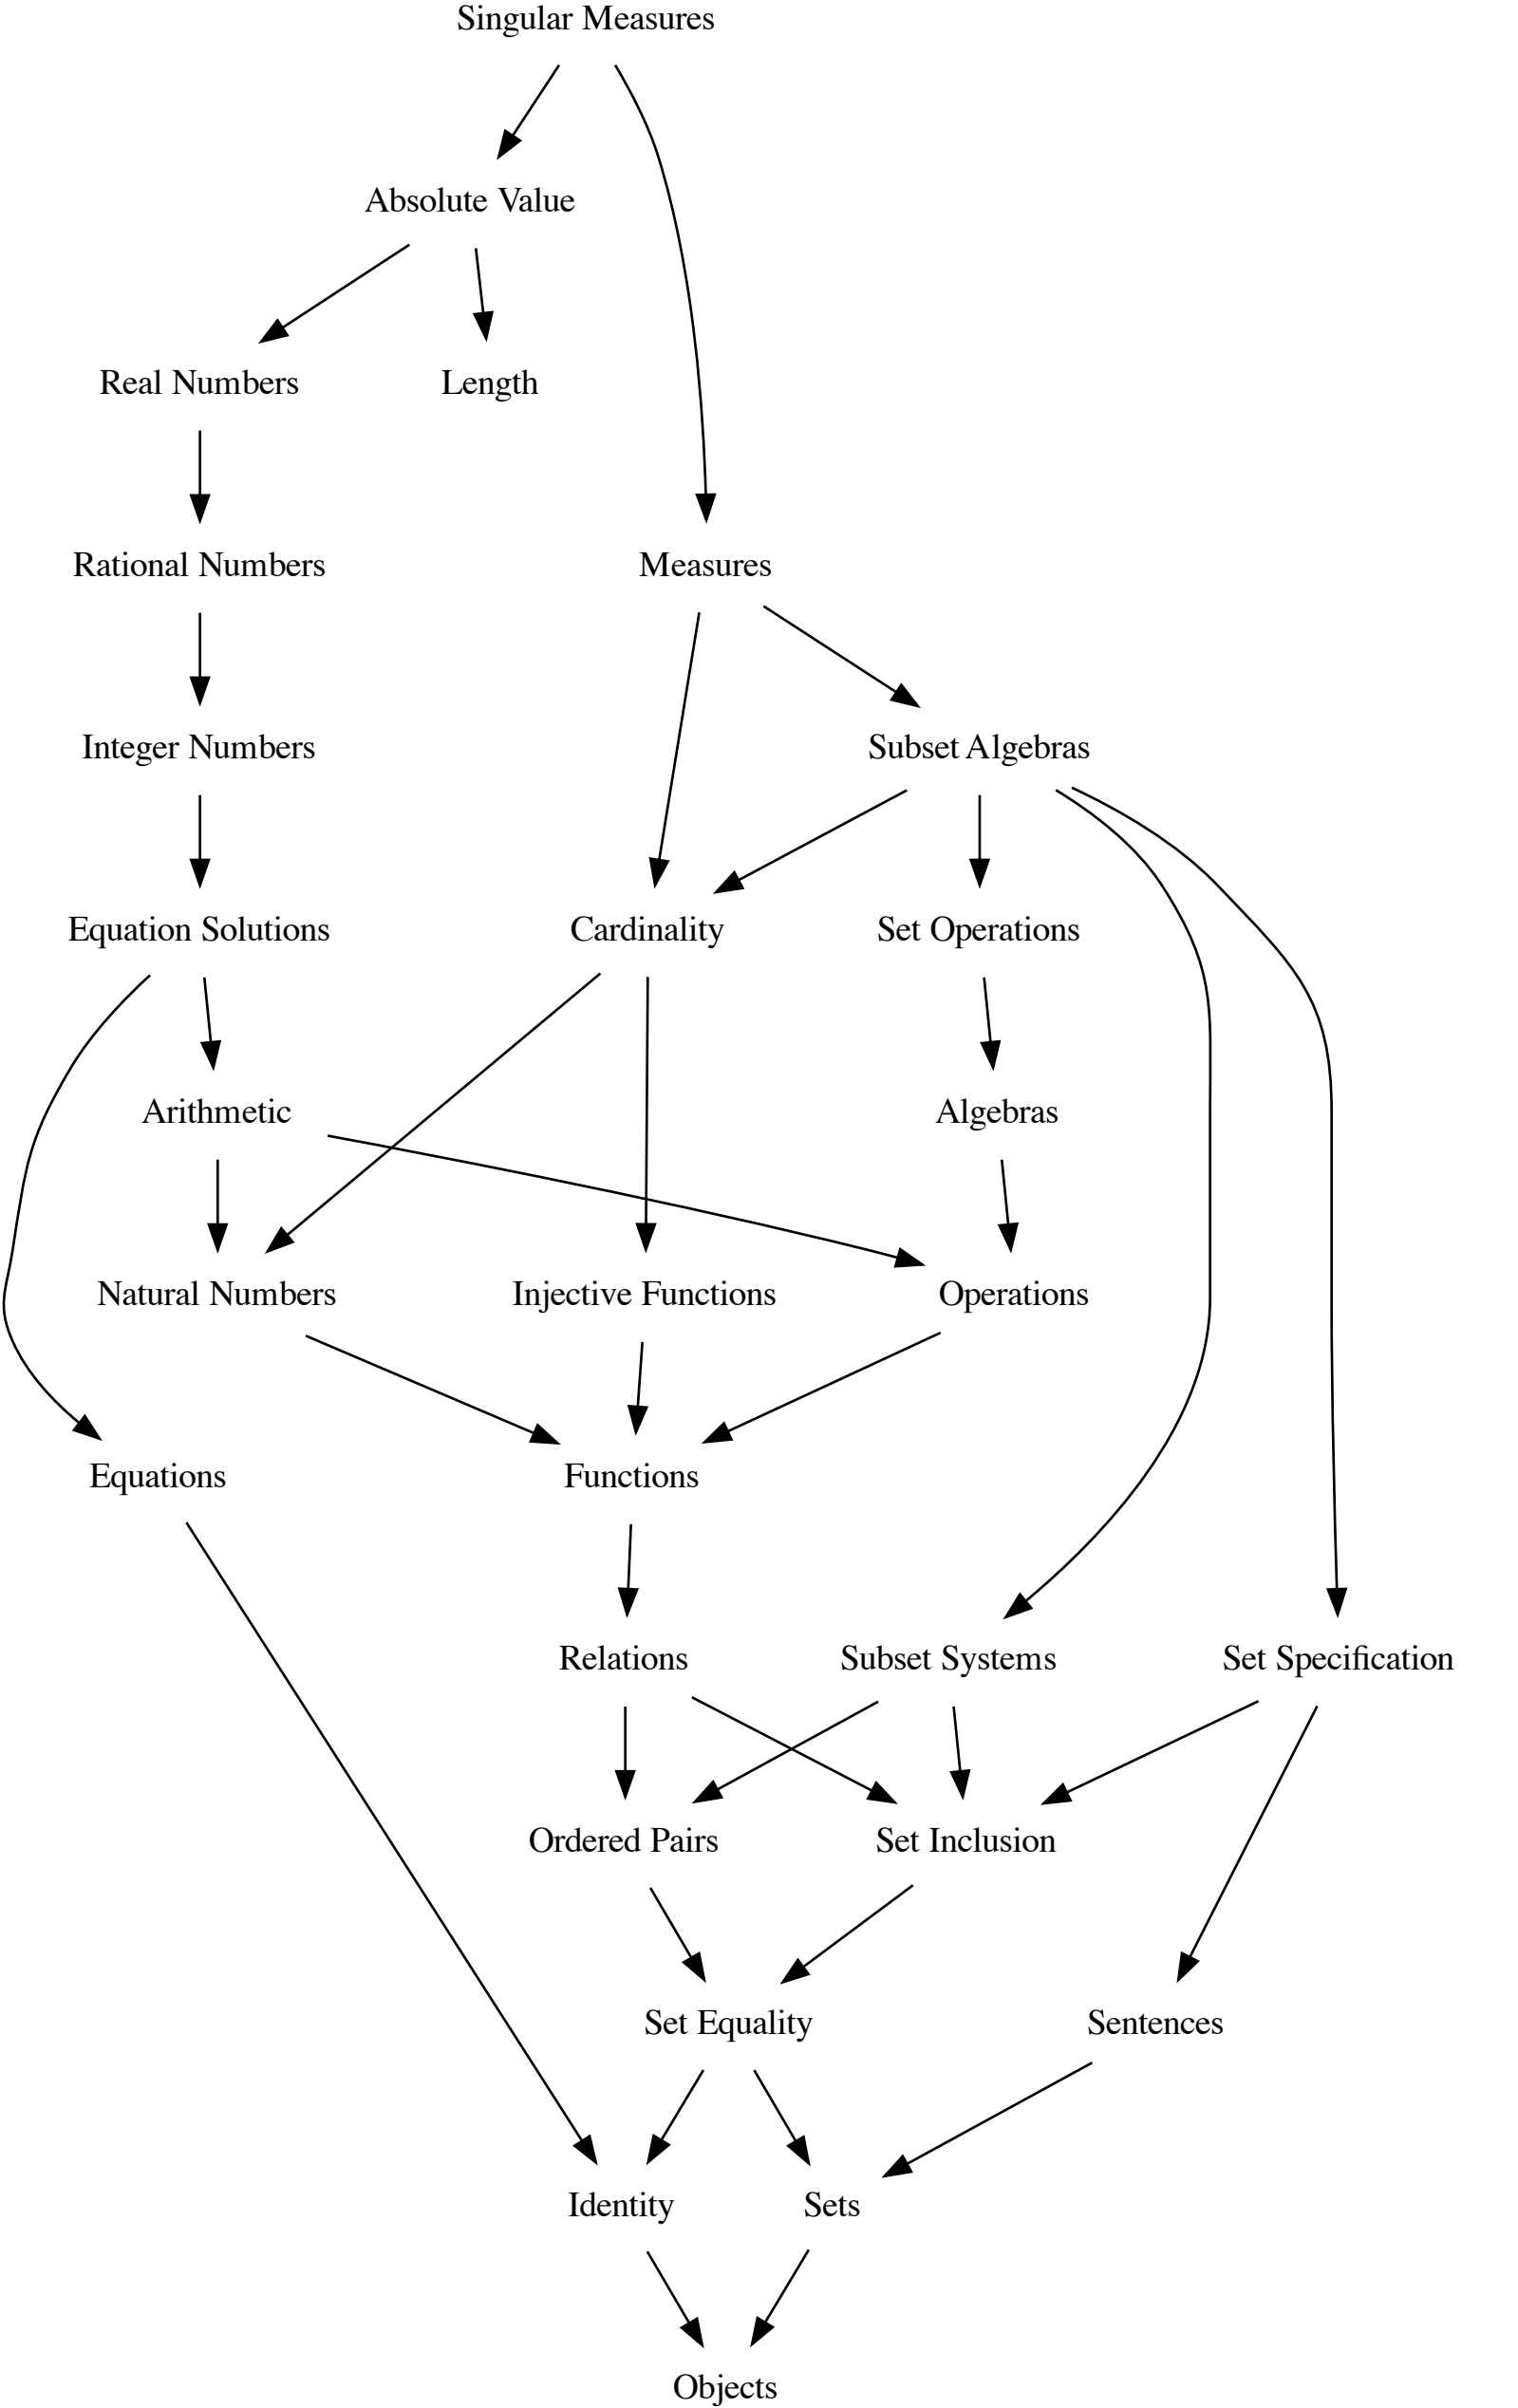 Singular Measures
Absolute Value
Real Numbers
Length
Rational Numbers
Measures
Integer Numbers
Subset Algebras
Equation Solutions
Cardinality
Set Operations
Arithmetic
Algebras
Natural Numbers
Injective Functions
Operations
Equations
Functions
Relations
Subset Systems
Set Specification
Ordered Pairs
Set Inclusion
Set Equality
Sentences
Identity
Sets
Objects